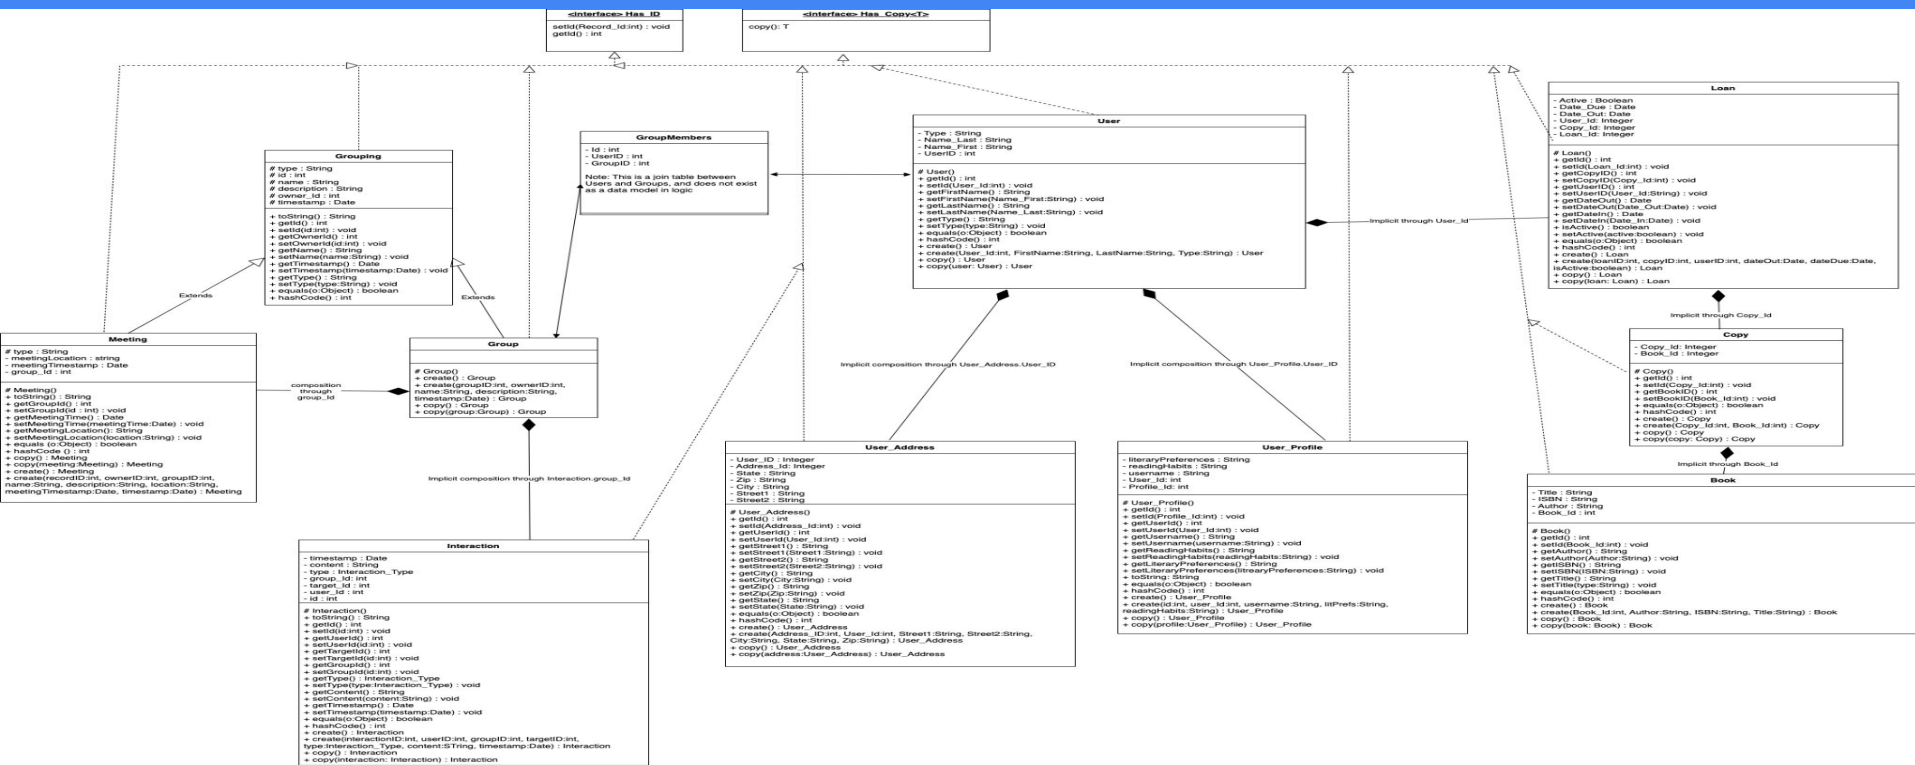 <interface> Has_ID
setId(Record_Id:int) : void
getId() : int
<interface> Has_Copy<T>
copy(): T
Loan
- Active : Boolean
- Date_Due : Date
- Date_Out: Date
- User_Id: Integer
- Copy_Id: Integer
- Loan_Id: Integer
# Loan()
+ getId() : int
+ setId(Loan_Id:int) : void
+ getCopyID() : int
+ setCopyID(Copy_Id:int) : void
+ getUserID() : int
+ setUserID(User_Id:String) : void
+ getDateOut() : Date
+ setDateOut(Date_Out:Date) : void
+ getDateIn() : Date
+ setDateIn(Date_In:Date) : void
+ isActive() : boolean
+ setActive(active:boolean) : void
+ equals(o:Object) : boolean
+ hashCode() : int
+ create() : Loan
+ create(loanID:int, copyID:int, userID:int, dateOut:Date, dateDue:Date,
isActive:boolean) : Loan
+ copy() : Loan
+ copy(loan: Loan) : Loan
User
- Type : String
- Name_Last : String
- Name_First : String
- UserID : int
# User()
+ getId() : int
+ setId(User_Id:int) : void
+ getFirstName() : String
+ setFirstName(Name_First:String) : void
+ getLastName() : String
+ setLastName(Name_Last:String) : void
+ getType() : String
+ setType(type:String) : void
+ equals(o:Object) : boolean
+ hashCode() : int
+ create() : User
+ create(User_Id:int, FirstName:String, LastName:String, Type:String) : User
+ copy() : User
+ copy(user: User) : User
GroupMembers
- Id : int
- UserID : int
- GroupID : int
Note: This is a join table between
Users and Groups, and does not exist
as a data model in logic
Grouping
# type : String
# id : int
# name : String
# description : String
# owner_id : int
# timestamp : Date
+ toString() : String
+ getId() : int
+ setId(id:int) : void
+ getOwnerId() : int
+ setOwnerId(id:int) : void
+ getName() : String
+ setName(name:String) : void
+ getTimestamp() : Date
+ setTimestamp(timestamp:Date) : void
+ getType() : String
+ setType(type:String) : void
+ equals(o:Object) : boolean
+ hashCode() : int
Implicit through User_Id
Extends
Extends
Implicit through Copy_Id
Meeting
# type : String
- meetingLocation : string
- meetingTimestamp : Date
- group_Id : int
# Meeting()
+ toString() : String
+ getGroupId() : int
+ setGroupId(id : int) : void
+ getMeetingTime() : Date
+ setMeetingTime(meetingTime:Date) : void
+ getMeetingLocation(): String
+ setMeetingLocation(location:String) : void
+ equals (o:Object) : boolean
+ hashCode () : int
+ copy() : Meeting
+ copy(meeting:Meeting) : Meeting
+ create() : Meeting
+ create(recordID:int, ownerID:int, groupID:int,
name:String, description:String, location:String,
meetingTimestamp:Date, timestamp:Date) : Meeting
composition
through
group_Id
Group
# Group()
+ create() : Group
+ create(groupID:int, ownerID:int,
name:String, description:String,
timestamp:Date) : Group
+ copy() : Group
+ copy(group:Group) : Group
Implicit composition through User_Address.User_ID
Implicit composition through User_Profile.User_ID
Copy
- Copy_Id: Integer
- Book_Id : Integer
# Copy()
+ getId() : int
+ setId(Copy_Id:int) : void
+ getBookID() : int
+ setBookID(Book_Id:int) : void
+ equals(o:Object) : boolean
+ hashCode() : int
+ create() : Copy
+ create(Copy_Id:int, Book_Id:int) : Copy
+ copy() : Copy
+ copy(copy: Copy) : Copy
Implicit through Book_Id
Implicit composition through Interaction.group_Id
User_Address
- User_ID : Integer
- Address_Id: Integer
- State : String
- Zip : String
- City : String
- Street1 : String
- Street2 : String
# User_Address()
+ getId() : int
+ setId(Address_Id:int) : void
+ getUserId() : int
+ setUserId(User_Id:int) : void
+ getStreet1() : String
+ setStreet1(Street1:String) : void
+ getStreet2() : String
+ setStreet2(Street2:String) : void
+ getCity() : String
+ setCity(City:String) : void
+ getZip() : String
+ setZip(Zip:String) : void
+ getState() : String
+ setState(State:String) : void
+ equals(o:Object) : boolean
+ hashCode() : int
+ create() : User_Address
+ create(Address_ID:int, User_Id:int, Street1:String, Street2:String,
City:String, State:String, Zip:String) : User_Address
+ copy() : User_Address
+ copy(address:User_Address) : User_Address
User_Profile
- literaryPreferences : String
- readingHabits : String
- username : String
- User_Id: int
- Profile_Id: int
# User_Profile()
+ getId() : int
+ setId(Profile_Id:int) : void
+ getUserId() : int
+ setUserId(User_Id:int) : void
+ getUsername() : String
+ setUsername(username:String) : void
+ getReadingHabits() : String
+ setReadingHabits(readingHabits:String) : void
+ getLiteraryPreferences() : String
+ setLiteraryPreferences(litrearyPreferences:String) : void
+ toString: String
+ equals(o:Object) : boolean
+ hashCode() : int
+ create() : User_Profile
+ create(id:int, user_Id:int, username:String, litPrefs:String,
readingHabits:String) : User_Profile
+ copy() : User_Profile
+ copy(profile:User_Profile) : User_Profile
Book
- Title : String
- ISBN : String
- Author : String
- Book_Id : int
# Book()
+ getId() : int
+ setId(Book_Id:int) : void
+ getAuthor() : String
+ setAuthor(Author:String) : void
+ getISBN() : String
+ setISBN(ISBN:String) : void
+ getTitle() : String
+ setTitle(type:String) : void
+ equals(o:Object) : boolean
+ hashCode() : int
+ create() : Book
+ create(Book_Id:int, Author:String, ISBN:String, Title:String) : Book
+ copy() : Book
+ copy(book: Book) : Book
Interaction
- timestamp : Date
- content : String
- type : Interaction_Type
- group_Id: int
- target_Id : int
- user_Id : int
- id : int
# Interaction()
+ toString() : String
+ getId() : int
+ setId(id:int) : void
+ getUserId() : int
+ setUserId(id:int) : void
+ getTargetId() : int
+ setTargetId(id:int) : void
+ getGroupId() : int
+ setGroupId(id:int) : void
+ getType() : Interaction_Type
+ setType(type:Interaction_Type) : void
+ getContent() : String
+ setContent(content:String) : void
+ getTimestamp() : Date
+ setTimestamp(timestamp:Date) : void
+ equals(o:Object) : boolean
+ hashCode() : int
+ create() : Interaction
+ create(interactionID:int, userID:int, groupID:int, targetID:int,
type:Interaction_Type, content:STring, timestamp:Date) : Interaction
+ copy() : Interaction
+ copy(interaction: Interaction) : Interaction